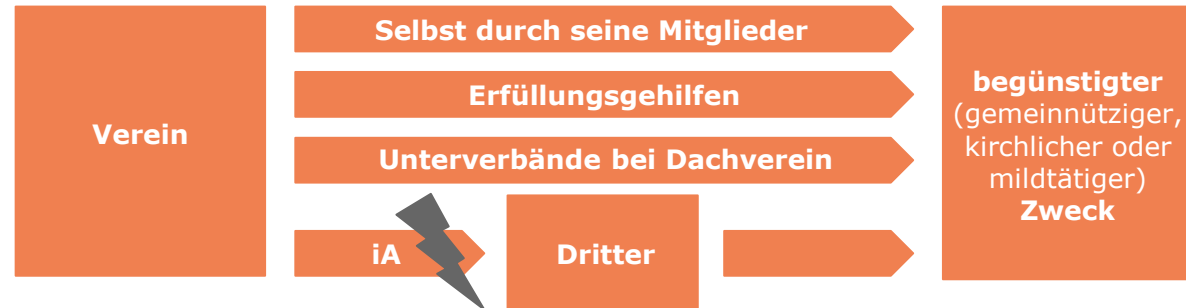 Verein
Selbst durch seine Mitglieder
Erfüllungsgehilfen
Unterverbände bei Dachverein
iA
Dritter
begünstigter
(gemeinnütziger,
kirchlicher oder
mildtätiger)
Zweck